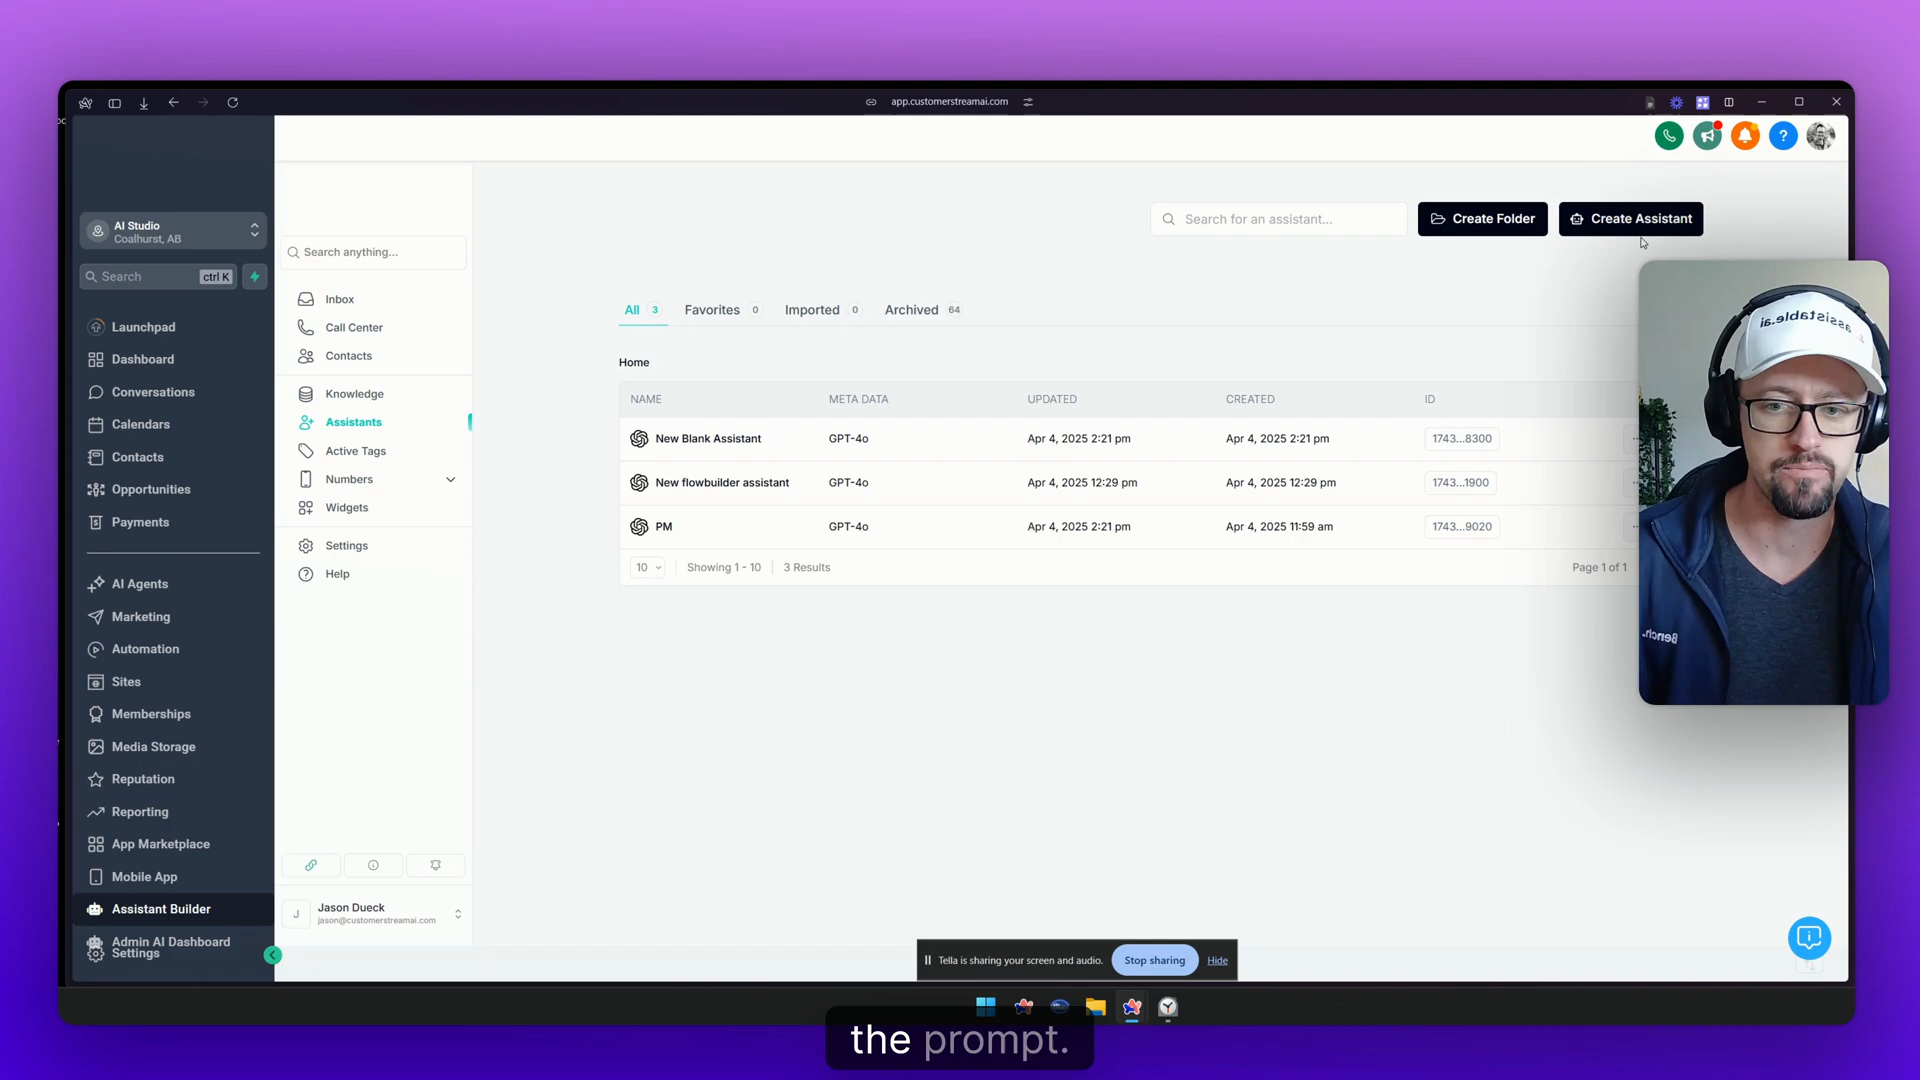 app.customerstreamai.com
AI Studio
Coalhurst, AB
Search
ctrl K
Launchpad
Dashboard
Conversations
Calendars
Contacts
Opportunities
Payments
AI Agents
Marketing
Automation
Sites
Memberships
Media Storage
Reputation
Reporting
App Marketplace
Mobile App
Assistant Builder
Admin AI Dashboard
Settings
Search anything...
Inbox
Call Center
Contacts
Knowledge
Assistants
Active Tags
Numbers
Widgets
Settings
Help
J
Jason Dueck
jason@customerstreamai.com
Search for an assistant...
Create Folder
Create Assistant
All 3
Favorites 0
Imported 0
Archived 64
Home
NAME META DATA UPDATED CREATED ID
New Blank Assistant GPT-4o Apr 4, 2025 2:21 pm Apr 4, 2025 2:21 pm 1743...8300
New flowbuilder assistant GPT-4o Apr 4, 2025 12:29 pm Apr 4, 2025 12:29 pm 1743...1900
PM GPT-4o Apr 4, 2025 2:21 pm Apr 4, 2025 11:59 am 1743...9020
10 Showing 1 - 10 3 Results Page 1 of 1
assistable.ai
Bench.
Tella is sharing your screen and audio.
Stop sharing
Hide
the prompt.